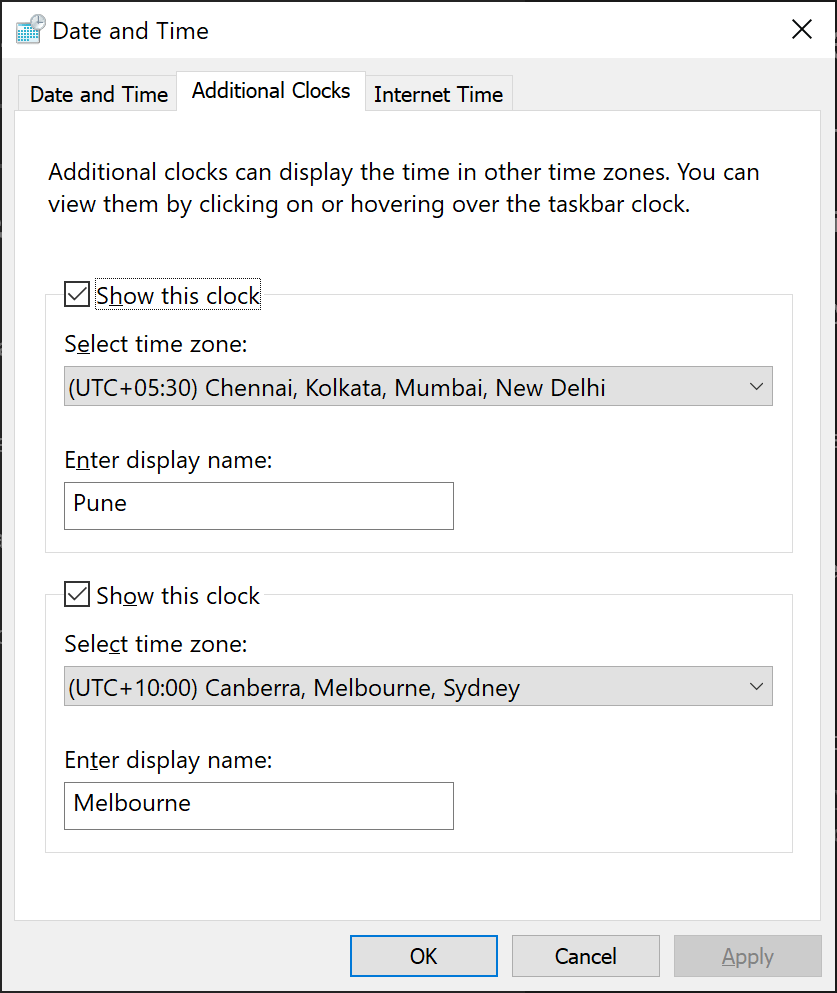 Date and Time
Date and Time
Additional Clocks
Internet Time
Additional clocks can display the time in other time zones. You can
view them by clicking on or hovering over the taskbar clock.
Show this clock
Select time zone:
(UTC+05:30) Chennai, Kolkata, Mumbai, New Delhi
Enter display name:
Pune
Show this clock
Select time zone:
(UTC+10:00) Canberra, Melbourne, Sydney
Enter display name:
Melbourne
OK
Cancel
Apply